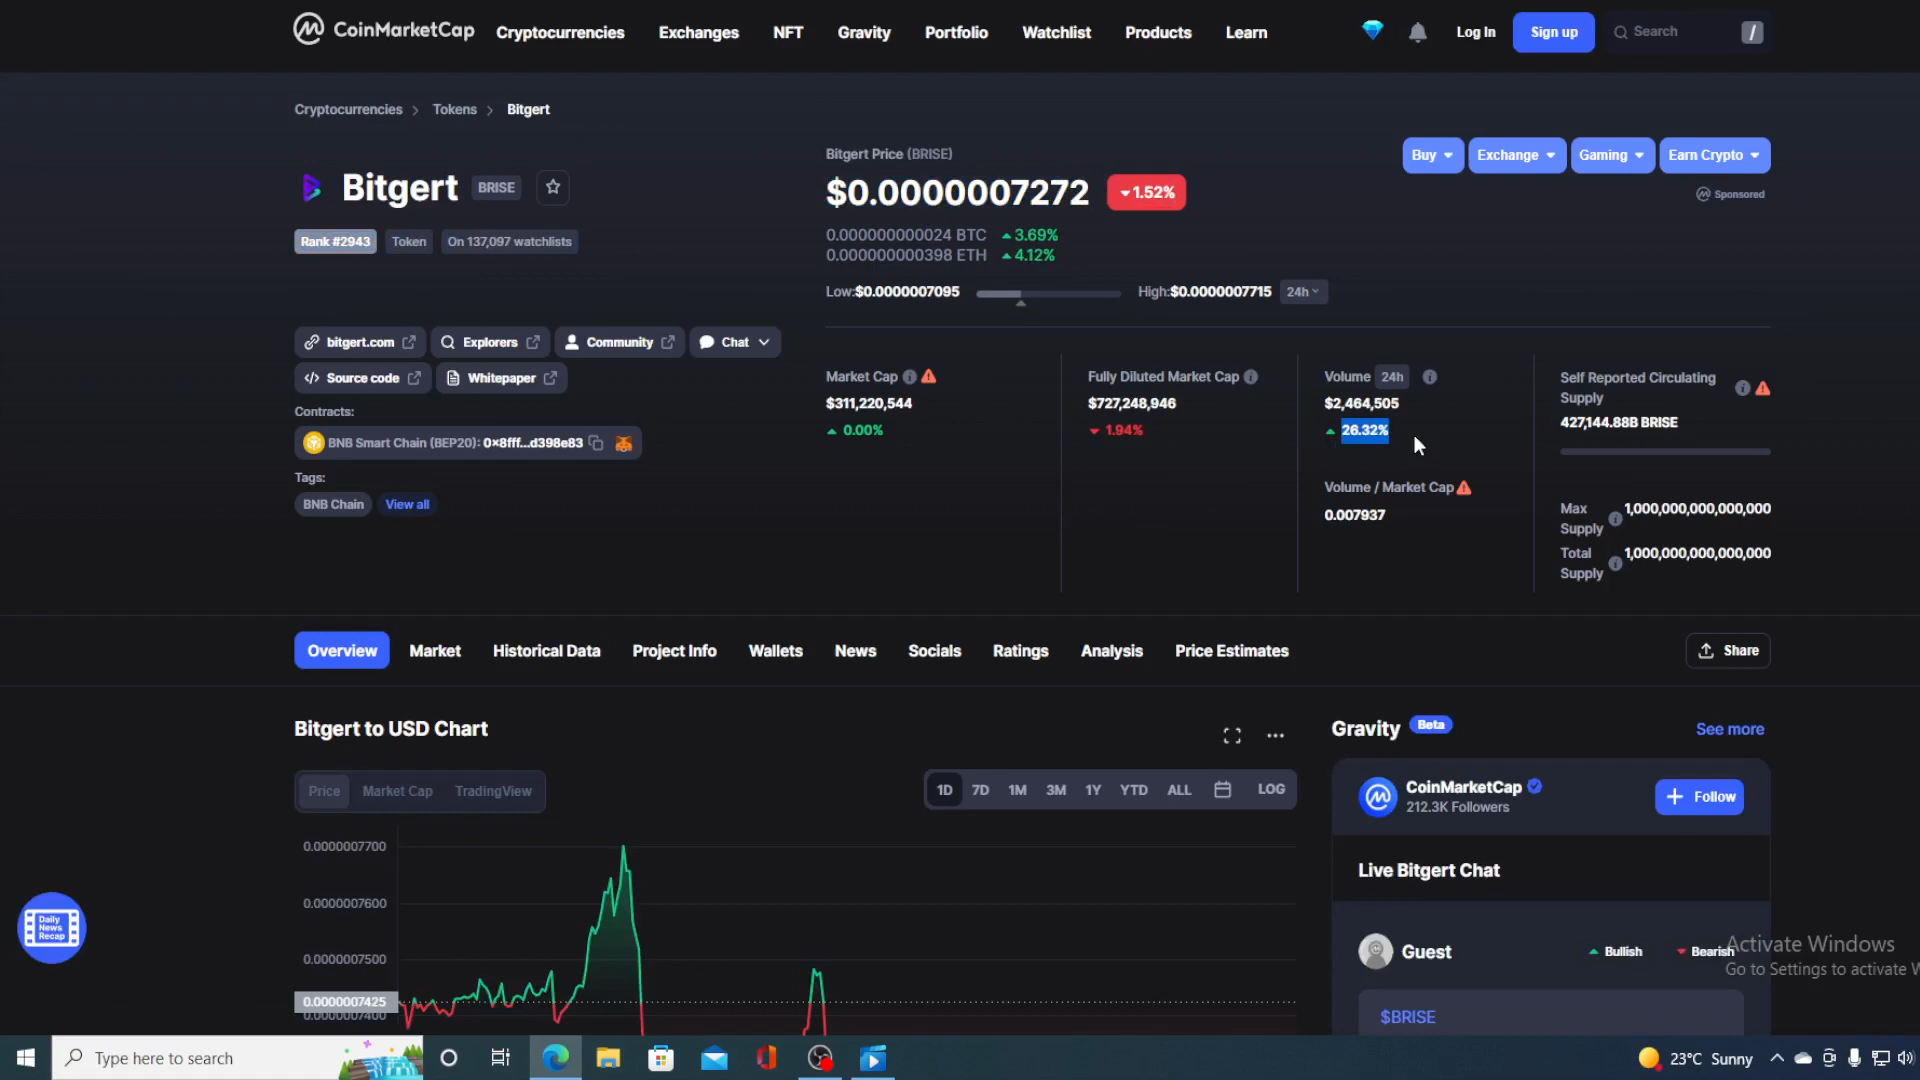 CoinMarketCap Cryptocurrencies Exchanges NFT Gravity Portfolio Watchlist Products Learn Log In Sign up Search /
Cryptocurrencies > Tokens > Bitgert
Bitgert BRISE
Rank #2943 Token On 137,097 watchlists
bitgert.com Explorers Community Chat
Source code Whitepaper
Contracts:
BNB Smart Chain (BEP20): 0x8fff...d398e83
Tags:
BNB Chain View all
Bitgert Price (BRISE)
$0.0000007272 1.52%
0.000000000024 BTC 3.69%
0.000000000398 ETH 4.12%
Low:$0.0000007095 High:$0.0000007715 24h
Buy Exchange Gaming Earn Crypto
Sponsored
Market Cap
$311,220,544
0.00%
Fully Diluted Market Cap
$727,248,946
1.94%
Volume 24h
$2,464,505
26.32%
Volume / Market Cap
0.007937
Self Reported Circulating
Supply
427,144.88B BRISE
Max
Supply
1,000,000,000,000,000
Total
Supply
1,000,000,000,000,000
Overview Market Historical Data Project Info Wallets News Socials Ratings Analysis Price Estimates Share
Bitgert to USD Chart
Price Market Cap TradingView 1D 7D 1M 3M 1Y YTD ALL LOG
0.0000007700
0.0000007600
0.0000007500
0.0000007425
0.0000007400
Gravity Beta See more
CoinMarketCap
212.3K Followers
+ Follow
Live Bitgert Chat
Guest Bullish Bearish
$BRISE
Activate Windows
Go to Settings to activate W
Daily
News
Recap
Type here to search 23°C Sunny